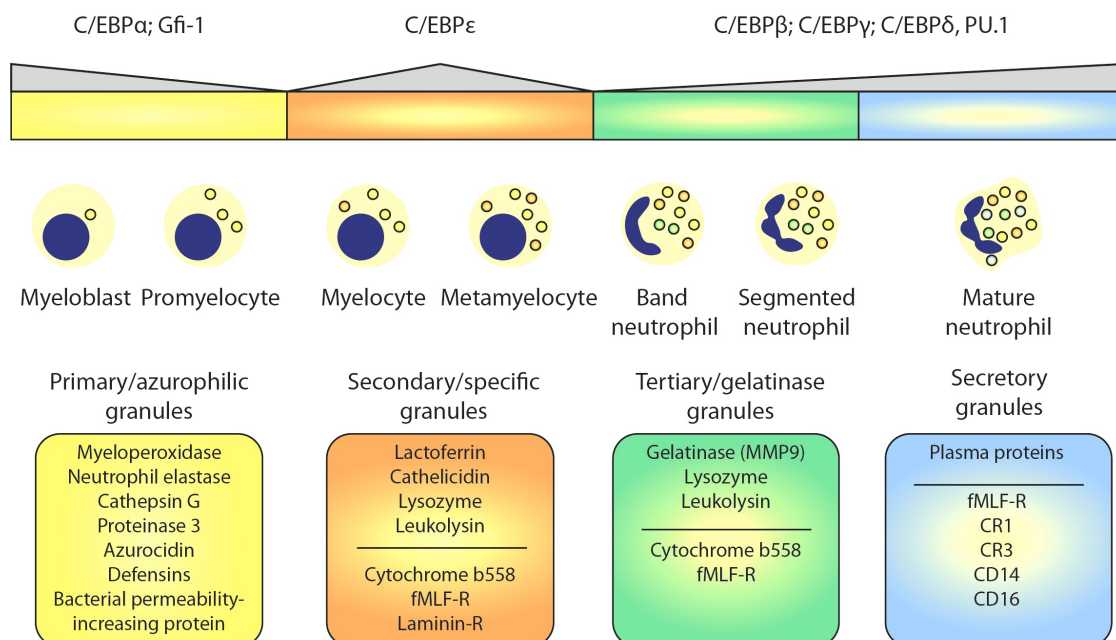 C/EBPα; Gfi-1
C/EBPε
C/EBPβ; C/EBPγ; C/EBPδ, PU.1
Myeloblast
Promyelocyte
Myelocyte
Metamyelocyte
Band
neutrophil
Segmented
neutrophil
Mature
neutrophil
Primary/azurophilic
granules
Myeloperoxidase
Neutrophil elastase
Cathepsin G
Proteinase 3
Azurocidin
Defensins
Bacterial permeability-
increasing protein
Secondary/specific
granules
Lactoferrin
Cathelicidin
Lysozyme
Leukolysin
Cytochrome b558
fMLF-R
Laminin-R
Tertiary/gelatinase
granules
Gelatinase (MMP9)
Lysozyme
Leukolysin
Cytochrome b558
fMLF-R
Secretory
granules
Plasma proteins
fMLF-R
CR1
CR3
CD14
CD16